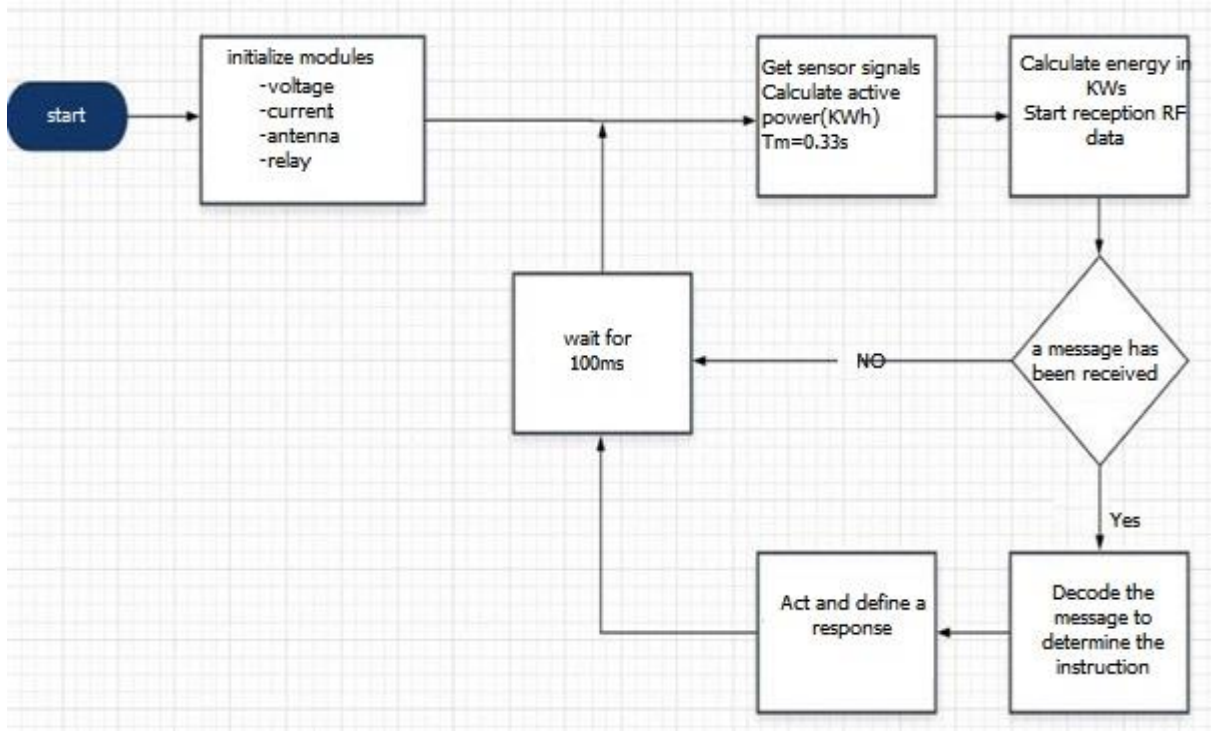 start
initialize modules
-voltage
-current
-antenna
-relay
Get sensor signals
Calculate active
power(KWh)
Tm=0.33s
Calculate energy in
KWs
Start reception RF
data
a message has
been received
NO
wait for
100ms
Yes
Decode the
message to
determine the
instruction
Act and define a
response